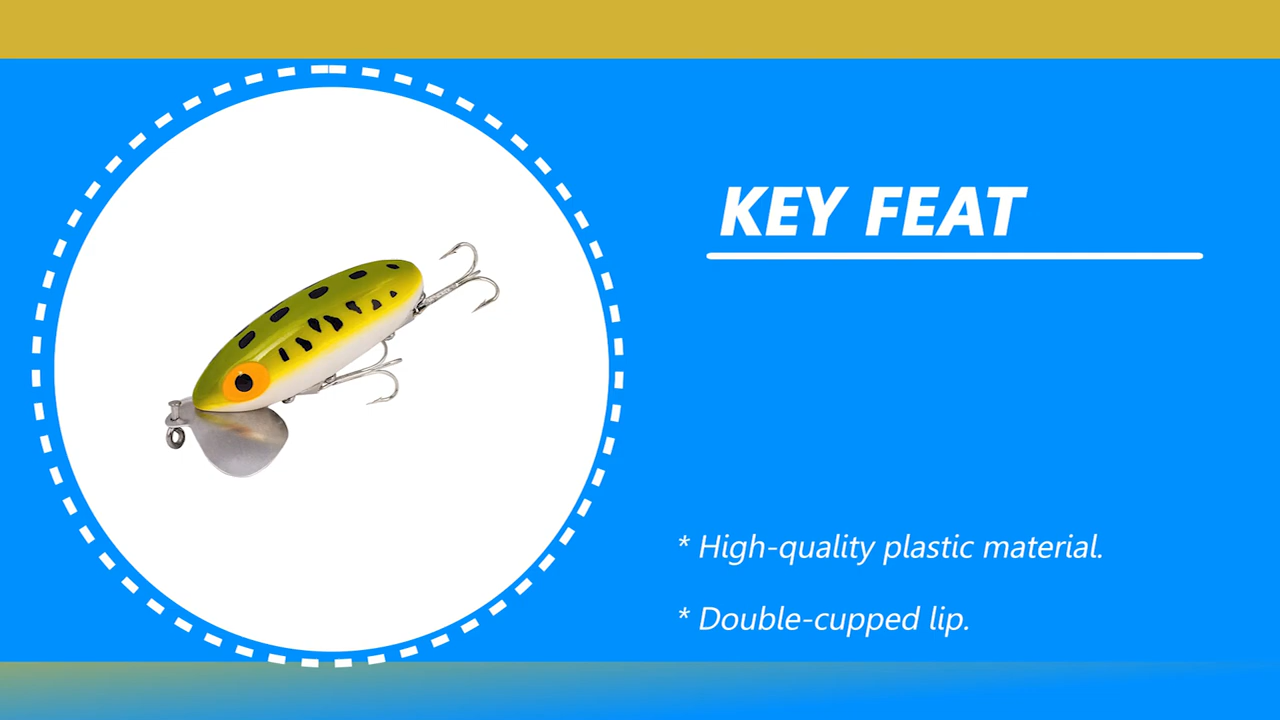 KEY FEAT
* High-quality plastic material.
* Double-cupped lip.